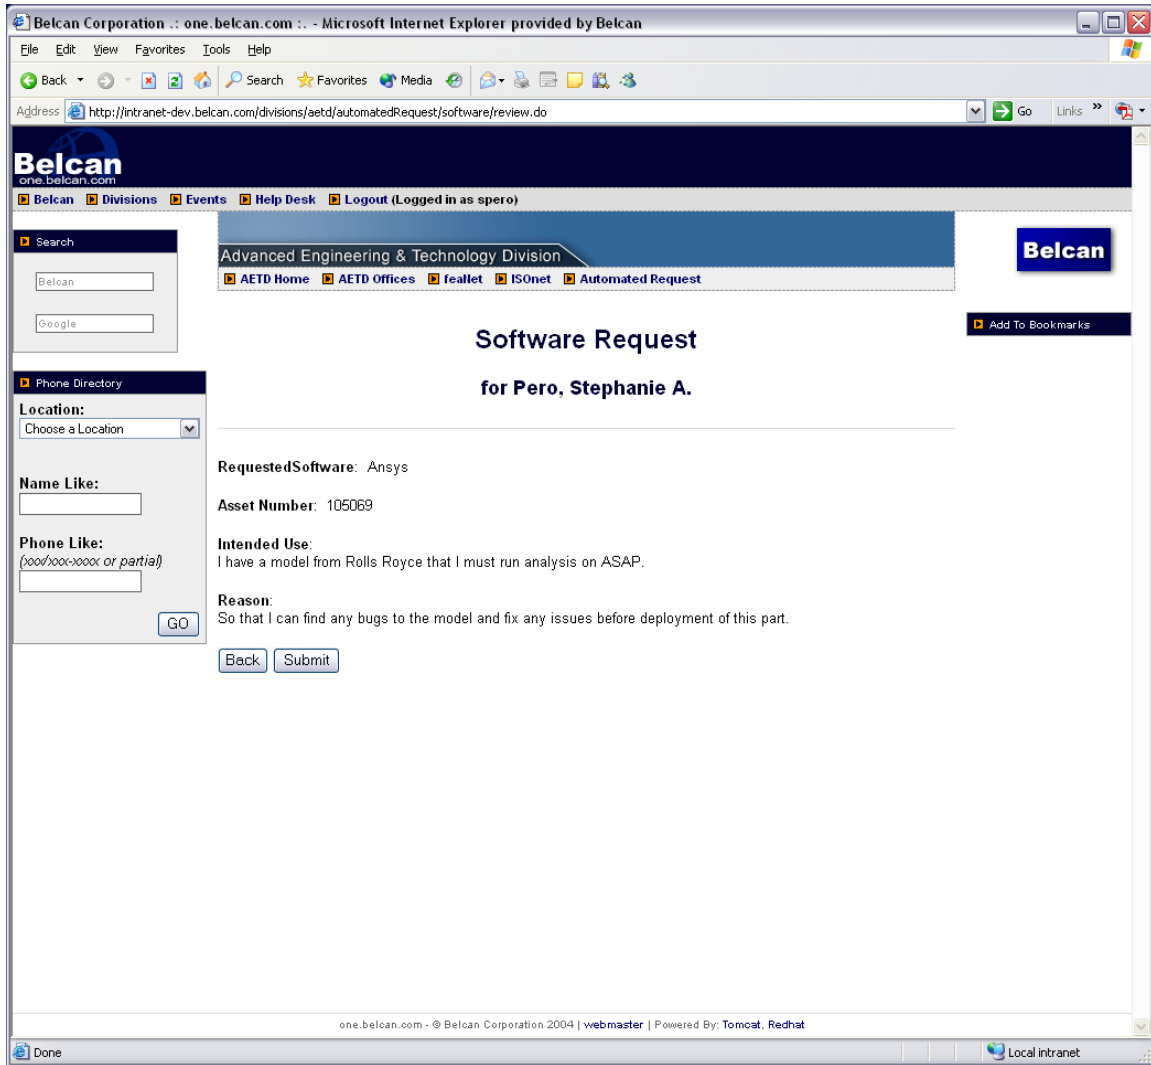 Belcan Corporation .: one.belcan.com :. - Microsoft Internet Explorer provided by Belcan
File Edit View Favorites Tools Help
Back Search Favorites Media
Address http://intranet-dev.belcan.com/divisions/aetd/automatedRequest/software/review.do Go Links »
Belcan
one.belcan.com
Belcan Divisions Events Help Desk Logout (Logged in as spero)
Search
Belcan
Google
Phone Directory
Location:
Choose a Location
Name Like:
Phone Like:
(xxx/xxx-xxxx or partial)
GO
Advanced Engineering & Technology Division
AETD Home AETD Offices feaNet ISOnet Automated Request
Software Request
for Pero, Stephanie A.
RequestedSoftware: Ansys
Asset Number: 105069
Intended Use:
I have a model from Rolls Royce that I must run analysis on ASAP.
Reason:
So that I can find any bugs to the model and fix any issues before deployment of this part.
Back Submit
Belcan
Add To Bookmarks
one.belcan.com - © Belcan Corporation 2004 | webmaster | Powered By: Tomcat, Redhat
Done Local intranet